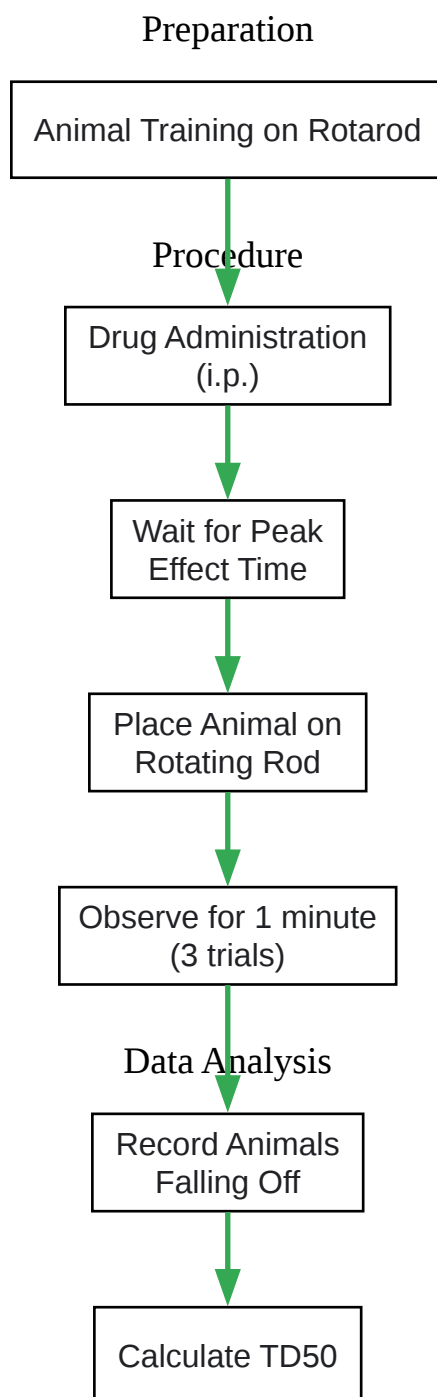 Preparation
Animal Training on Rotarod
Procedure
Drug Administration
(i.p.)
Wait for Peak
Effect Time
Place Animal on
Rotating Rod
Observe for 1 minute
(3 trials)
Data Analysis
Record Animals
Falling Off
Calculate TD50